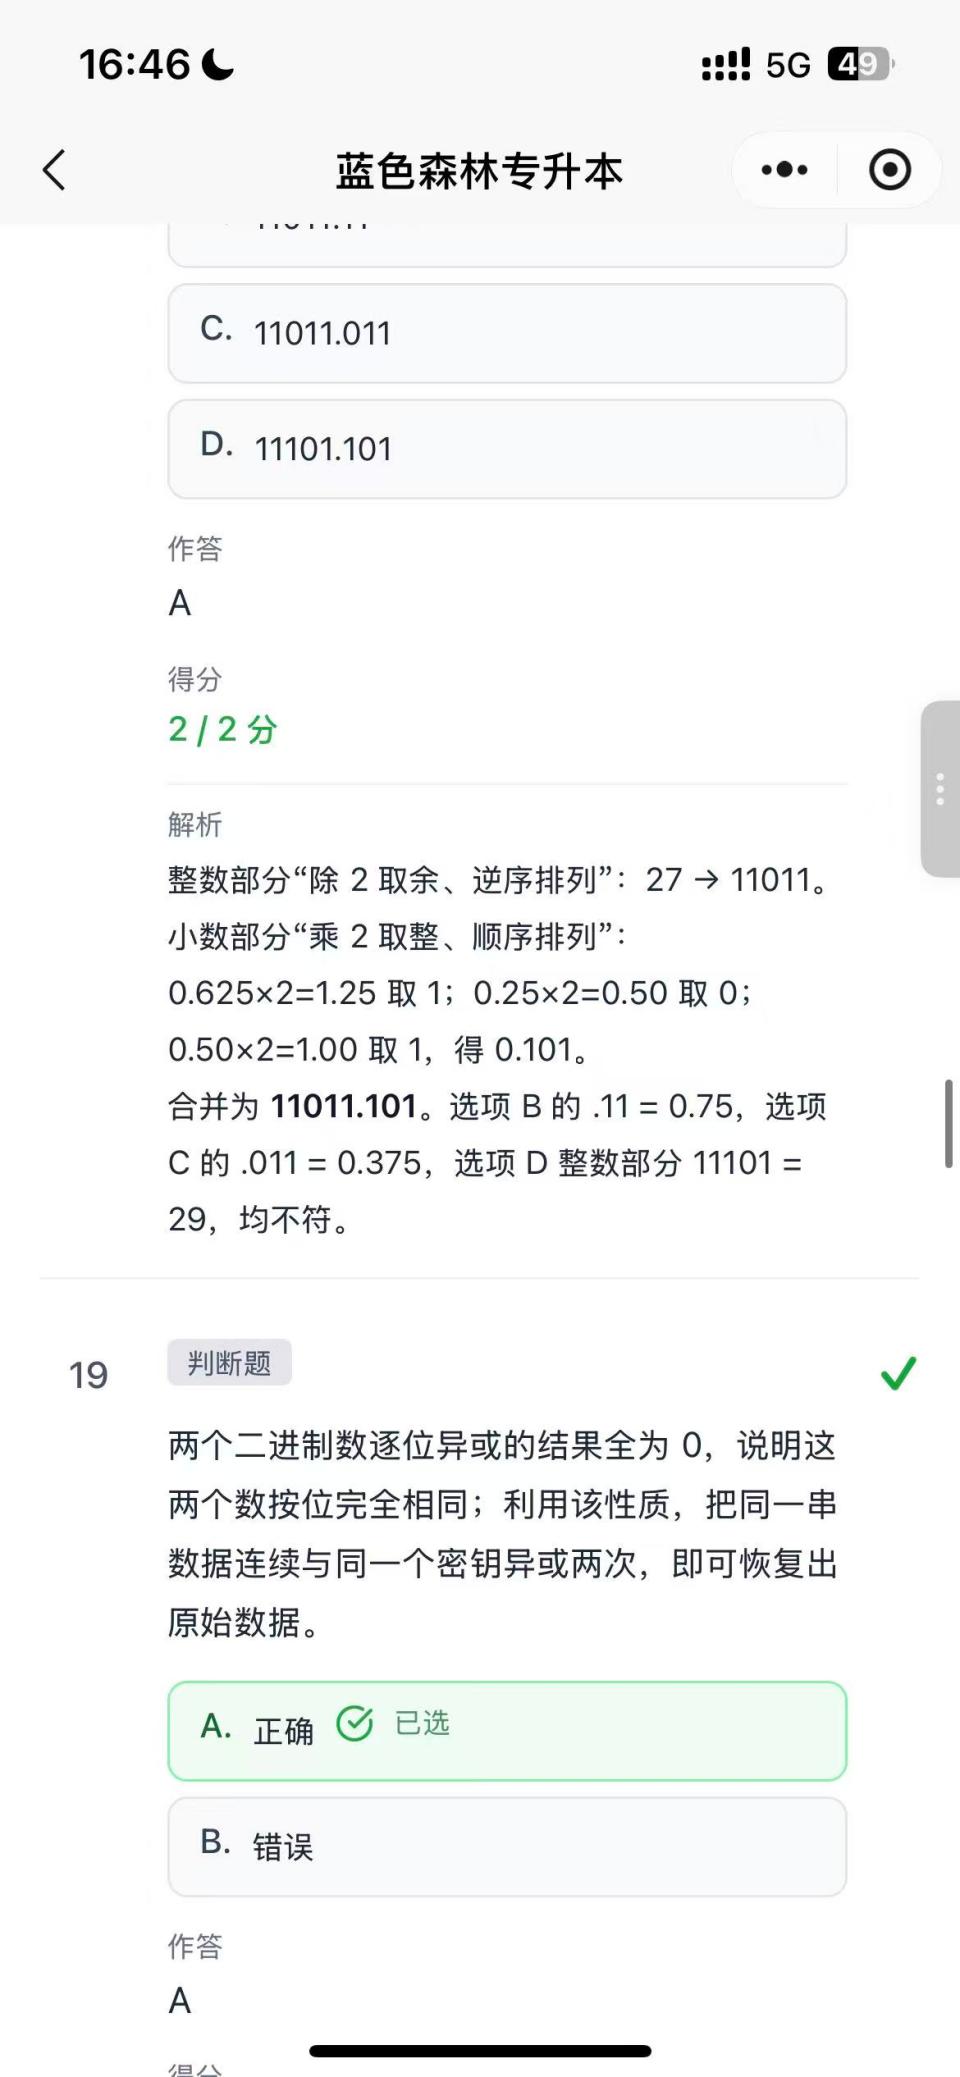 16:46
5G 49
蓝色森林专升本
C. 11011.011
D. 11101.101
作答
A
得分
2 / 2 分
解析
整数部分“除 2 取余、逆序排列”：27 → 11011。
小数部分“乘 2 取整、顺序排列”：
0.625×2=1.25 取 1；0.25×2=0.50 取 0；
0.50×2=1.00 取 1，得 0.101。
合并为 11011.101。选项 B 的 .11 = 0.75，选项
C 的 .011 = 0.375，选项 D 整数部分 11101 =
29，均不符。
19
判断题
两个二进制数逐位异或的结果全为 0，说明这
两个数按位完全相同；利用该性质，把同一串
数据连续与同一个密钥异或两次，即可恢复出
原始数据。
A. 正确 已选
B. 错误
作答
A
得分